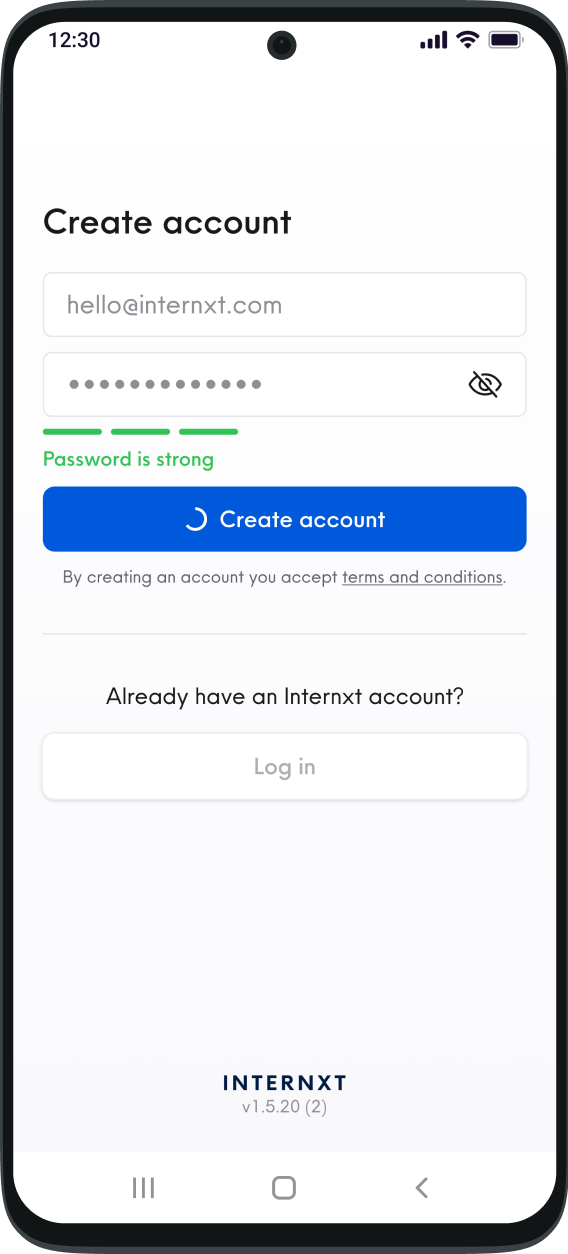 12:30
Create account
hello@internxt.com
•••••••••••••
Password is strong
Create account
By creating an account you accept terms and conditions.
Already have an Internxt account?
Log in
INTERNXT
v1.5.20 (2)